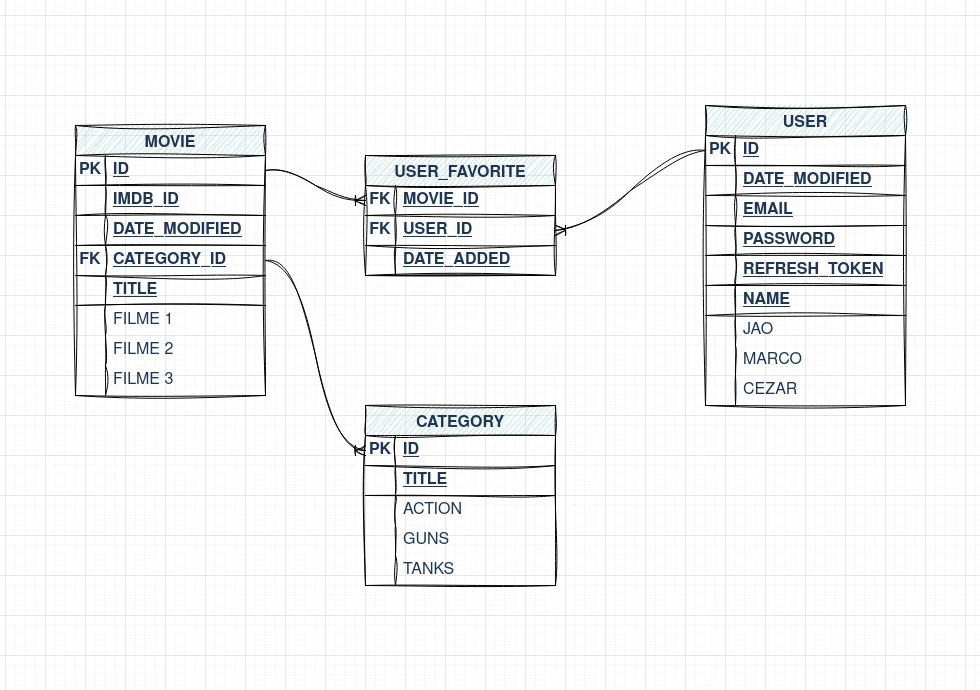 MOVIE
PK ID
IMDB_ID
DATE_MODIFIED
FK CATEGORY_ID
TITLE
FILME 1
FILME 2
FILME 3
USER_FAVORITE
FK MOVIE_ID
FK USER_ID
DATE_ADDED
USER
PK ID
DATE_MODIFIED
EMAIL
PASSWORD
REFRESH_TOKEN
NAME
JAO
MARCO
CEZAR
CATEGORY
PK ID
TITLE
ACTION
GUNS
TANKS